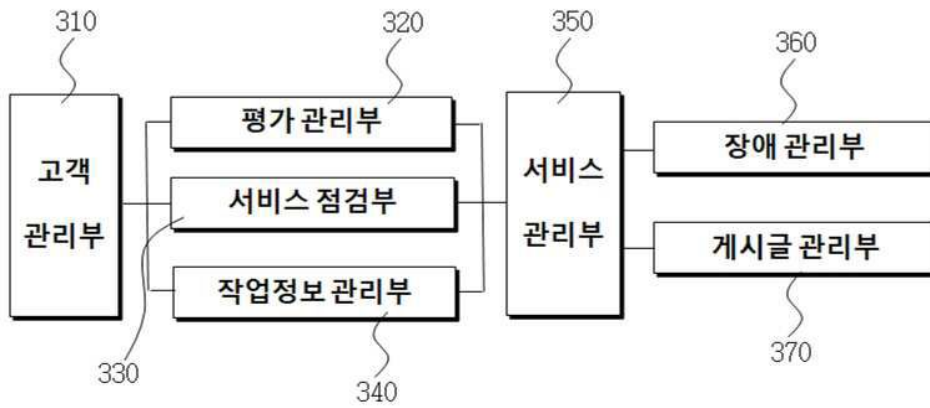 310
320
350
360
고객
관리부
평가 관리부
서비스 점검부
작업정보 관리부
서비스
관리부
장애 관리부
게시글 관리부
330
340
370